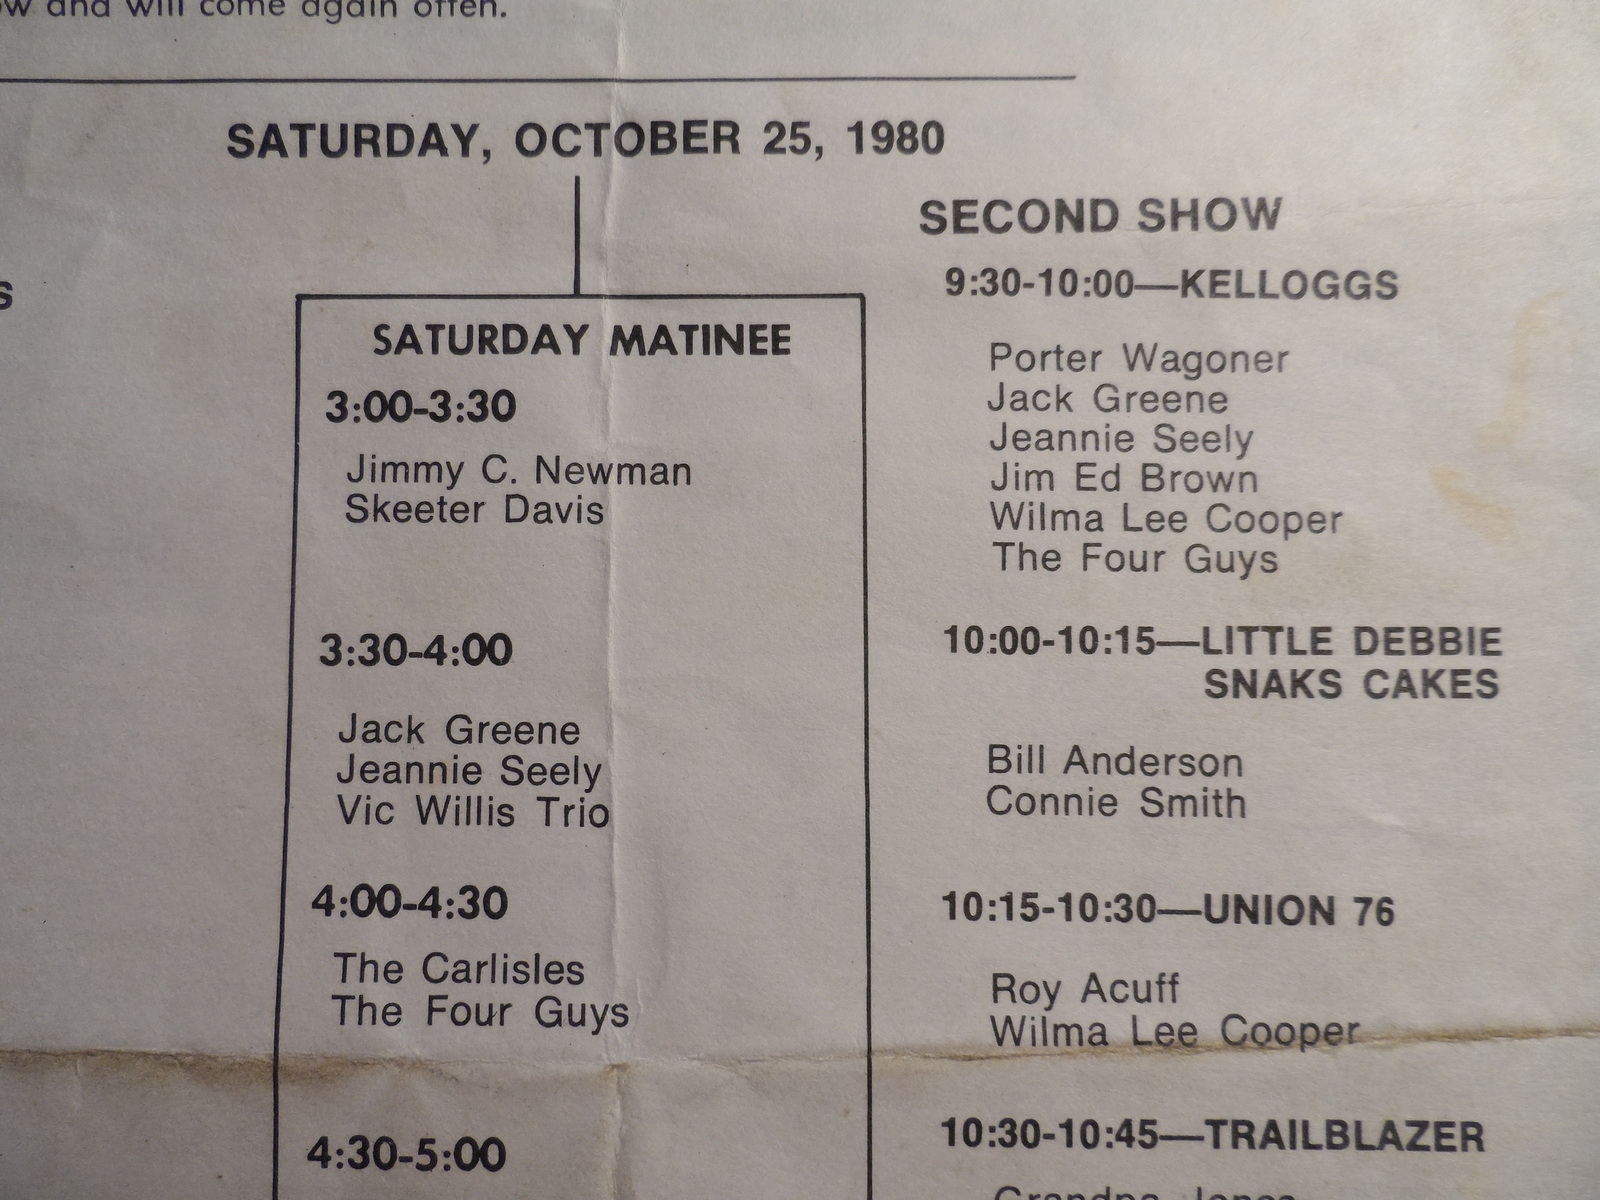 and will come again often.
SATURDAY, OCTOBER 25, 1980
SATURDAY MATINEE
3:00-3:30
Jimmy C. Newman
Skeeter Davis
3:30-4:00
Jack Greene
Jeannie Seely
Vic Willis Trio
4:00-4:30
The Carlisles
The Four Guys
4:30-5:00
SECOND SHOW
9:30-10:00—KELLOGGS
Porter Wagoner
Jack Greene
Jeannie Seely
Jim Ed Brown
Wilma Lee Cooper
The Four Guys
10:00-10:15—LITTLE DEBBIE
SNAKS CAKES
Bill Anderson
Connie Smith
10:15-10:30—UNION 76
Roy Acuff
Wilma Lee Cooper
10:30-10:45—TRAILBLAZER
Grandpa Jones